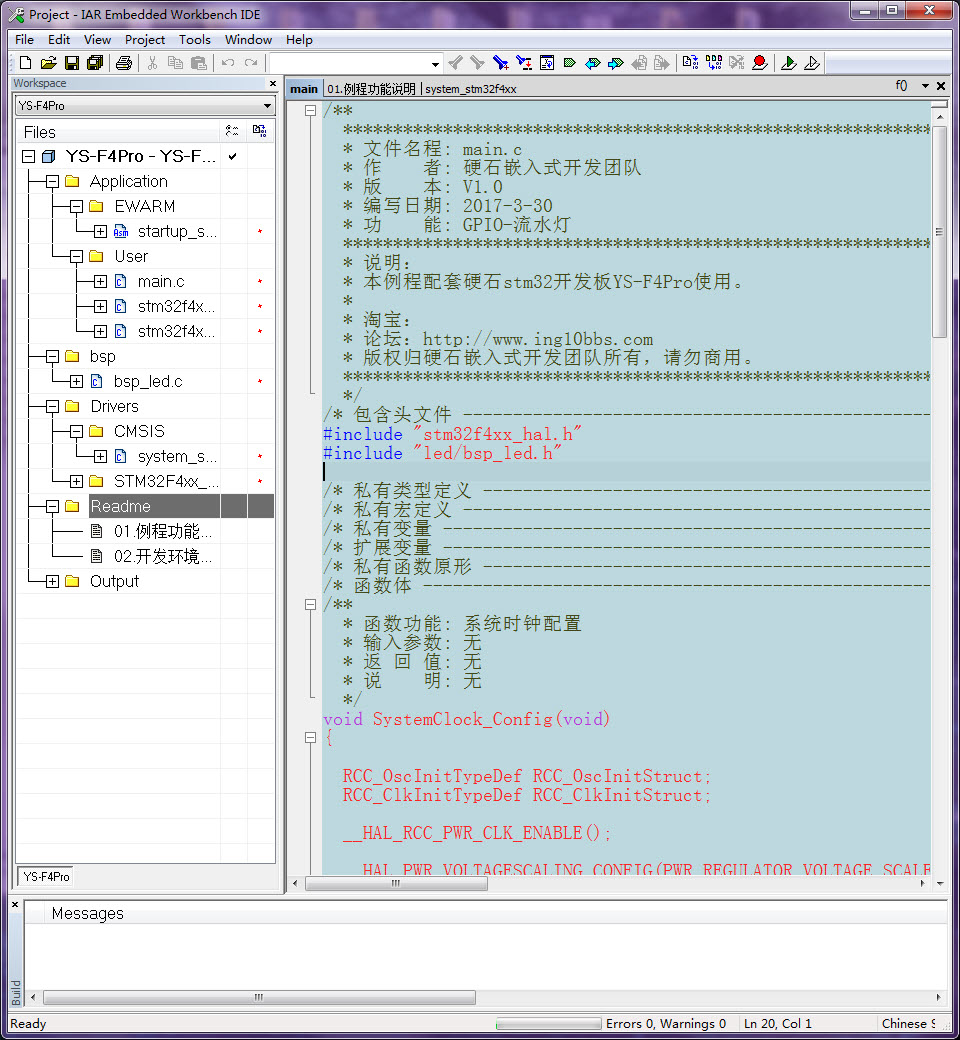 Project - IAR Embedded Workbench IDE
File Edit View Project Tools Window Help
Workspace
YS-F4Pro
Files
YS-F4Pro - YS-F...
Application
EWARM
startup_s...
User
main.c
stm32f4x...
stm32f4x...
bsp
bsp_led.c
Drivers
CMSIS
system_s...
STM32F4xx_...
Readme
01.例程功能...
02.开发环境...
Output
YS-F4Pro
main 01.例程功能说明 | system_stm32f4xx f()
/**
******************************************************************************
* 文件名程: main.c
* 作 者: 硬石嵌入式开发团队
* 版 本: V1.0
* 编写日期: 2017-3-30
* 功 能: GPIO-流水灯
******************************************************************************
* 说明：
* 本例程配套硬石stm32开发板YS-F4Pro使用。
*
* 淘宝：
* 论坛：http://www.ing10bbs.com
* 版权归硬石嵌入式开发团队所有，请勿商用。
******************************************************************************
*/
/* 包含头文件 -----------------------------------------------
#include "stm32f4xx_hal.h"
#include "led/bsp_led.h"
/* 私有类型定义 ---------------------------------------------
/* 私有宏定义 -----------------------------------------------
/* 私有变量 -------------------------------------------------
/* 扩展变量 -------------------------------------------------
/* 私有函数原形 ---------------------------------------------
/* 函数体 ---------------------------------------------------
/**
* 函数功能: 系统时钟配置
* 输入参数: 无
* 返 回 值: 无
* 说 明: 无
*/
void SystemClock_Config(void)
{
RCC_OscInitTypeDef RCC_OscInitStruct;
RCC_ClkInitTypeDef RCC_ClkInitStruct;
__HAL_RCC_PWR_CLK_ENABLE();
__HAL_PWR_VOLTAGESCALING_CONFIG(PWR_REGULATOR_VOLTAGE_SCALE
Messages
Build
Ready Errors 0, Warnings 0 Ln 20, Col 1 Chinese